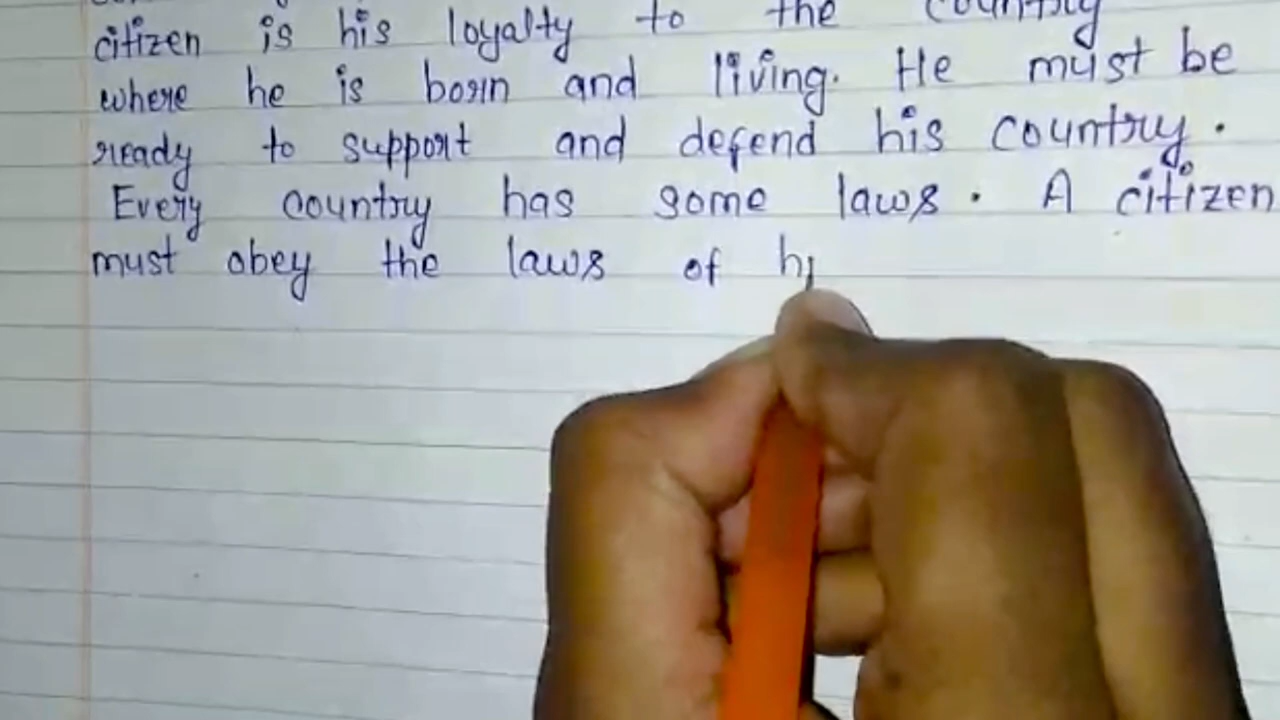 citizen is his loyalty to the country
where he is born and living. He must be
ready to support and defend his country.
Every country has some laws. A citizen
must obey the laws of